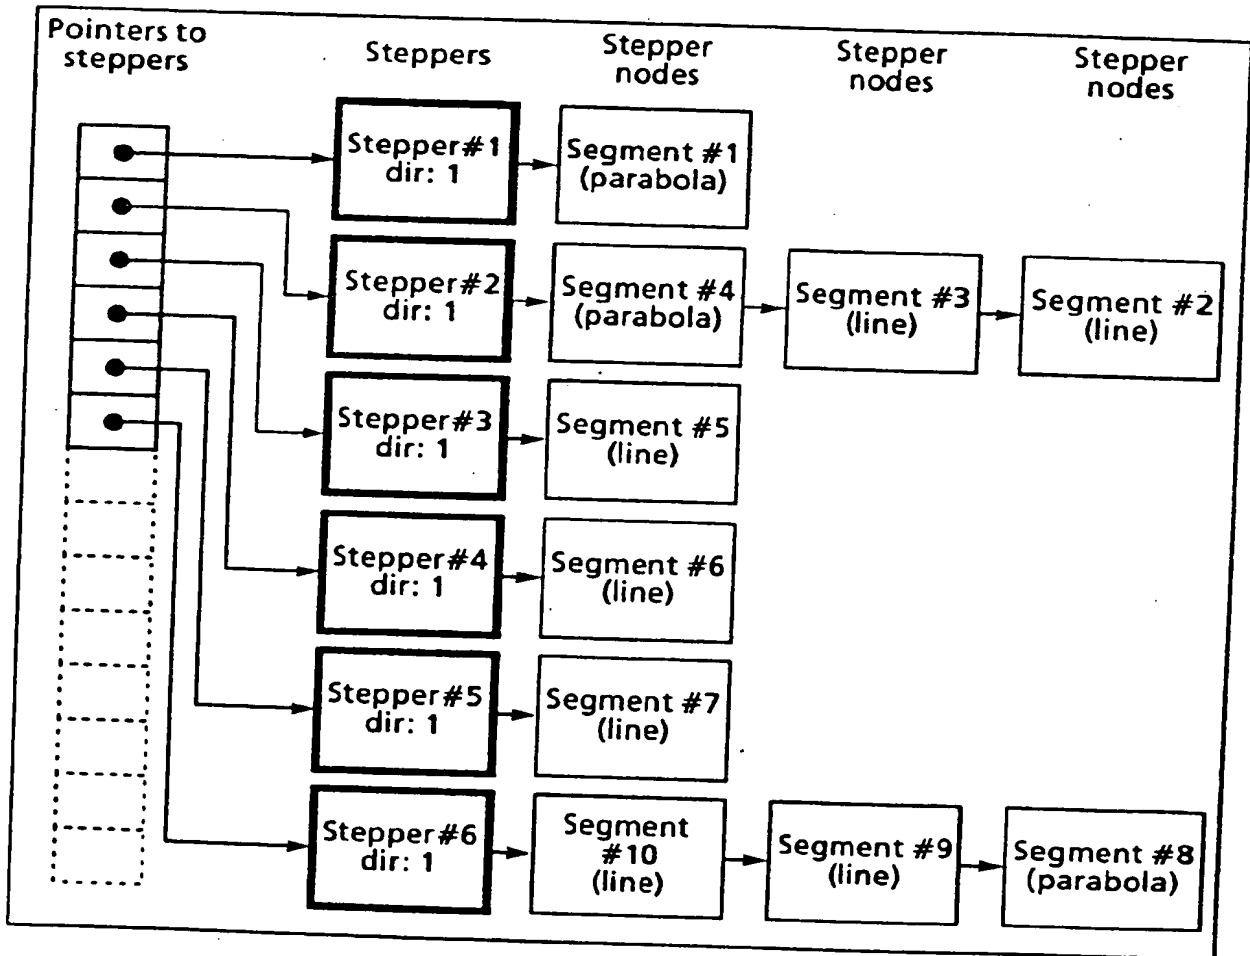 Pointers to
steppers
Steppers
Stepper
nodes
Stepper
nodes
Stepper
nodes
Stepper#1
dir: 1
Segment #1
(parabola)
Stepper#2
dir: 1
Segment #4
(parabola)
Segment #3
(line)
Segment #2
(line)
Stepper#3
dir: 1
Segment #5
(line)
Stepper#4
dir: 1
Segment #6
(line)
Stepper#5
dir: 1
Segment #7
(line)
Stepper#6
dir: 1
Segment
#10
(line)
Segment #9
(line)
Segment #8
(parabola)